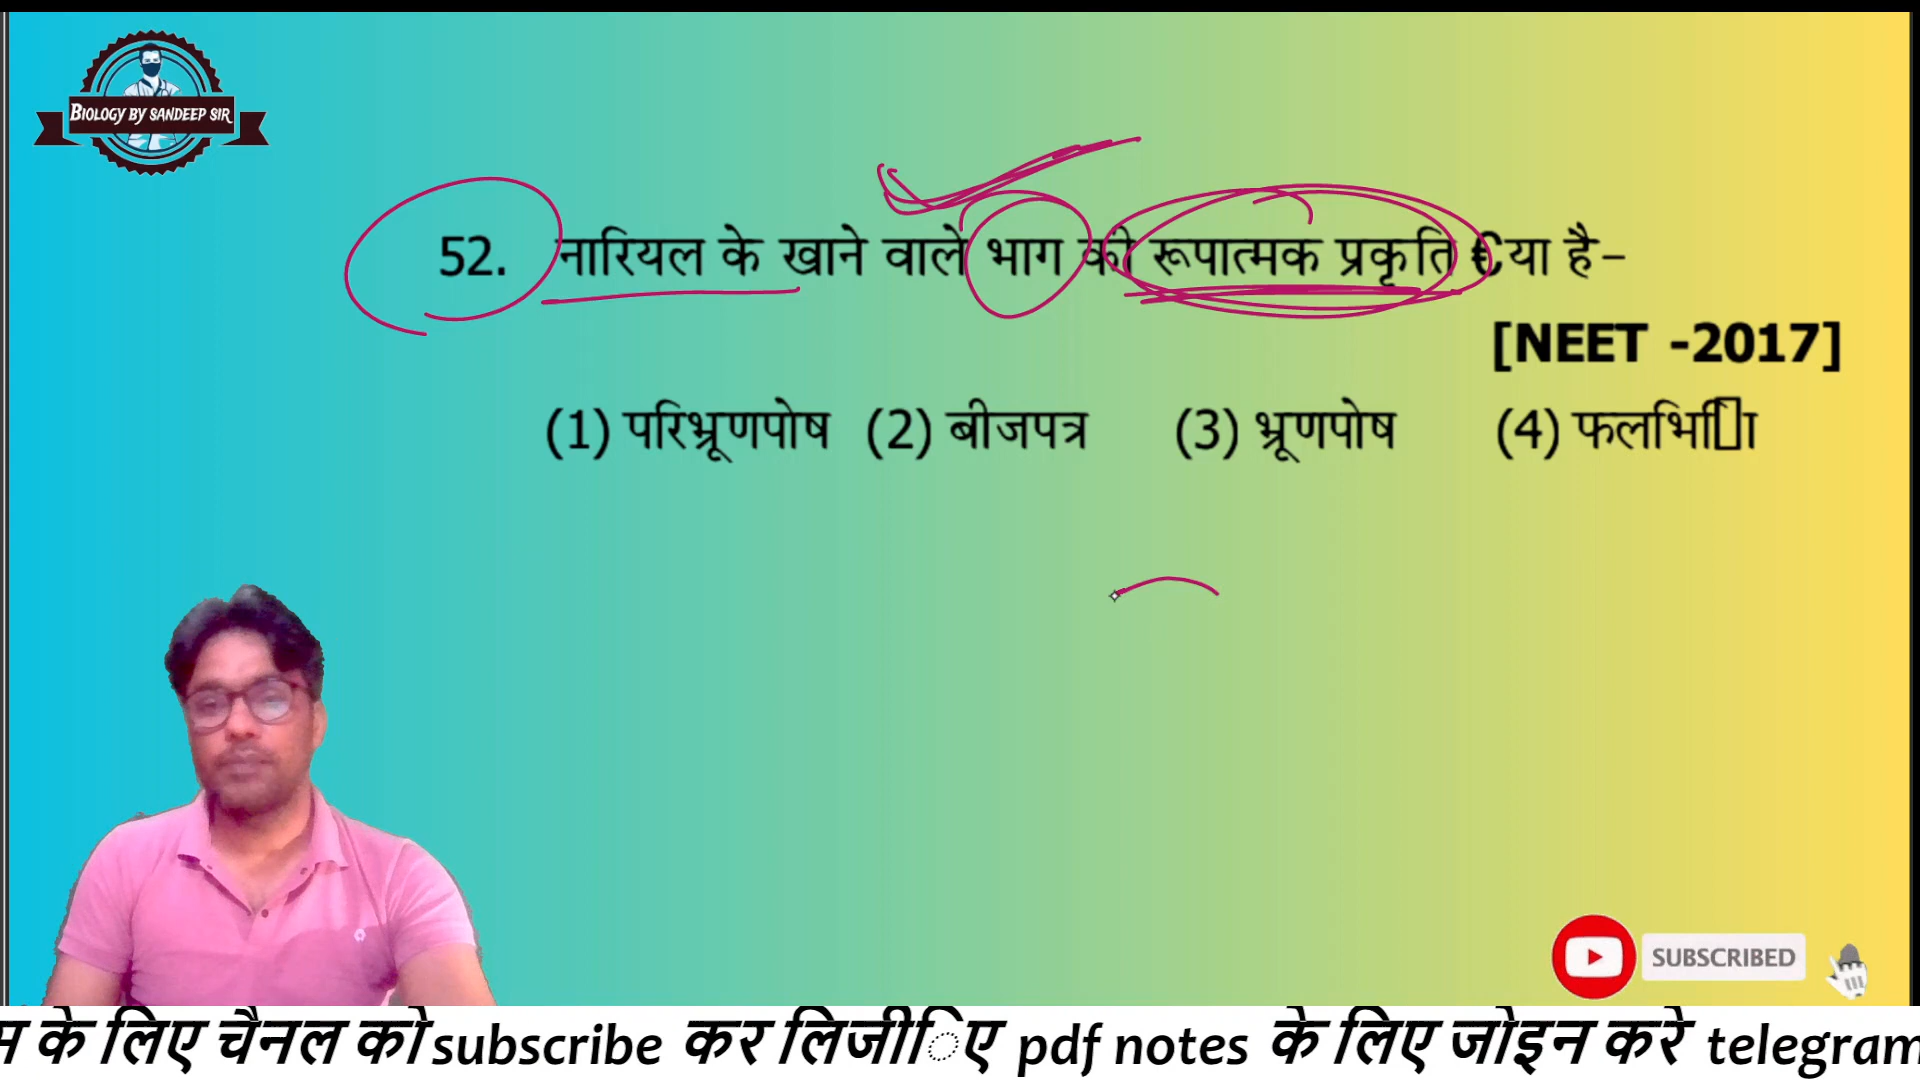 BIOLOGY BY SANDEEP SIR
52. नारियल के खाने वाले भाग की रूपात्मक प्रकृति €या है-
[NEET -2017]
(1) परिभ्रूणपोष (2) बीजपत्र (3) भ्रूणपोष (4)
SUBSCRIBED
के लिए चैनल को subscribe कर लिजीिए pdf notes के लिए जोइन करे telegram